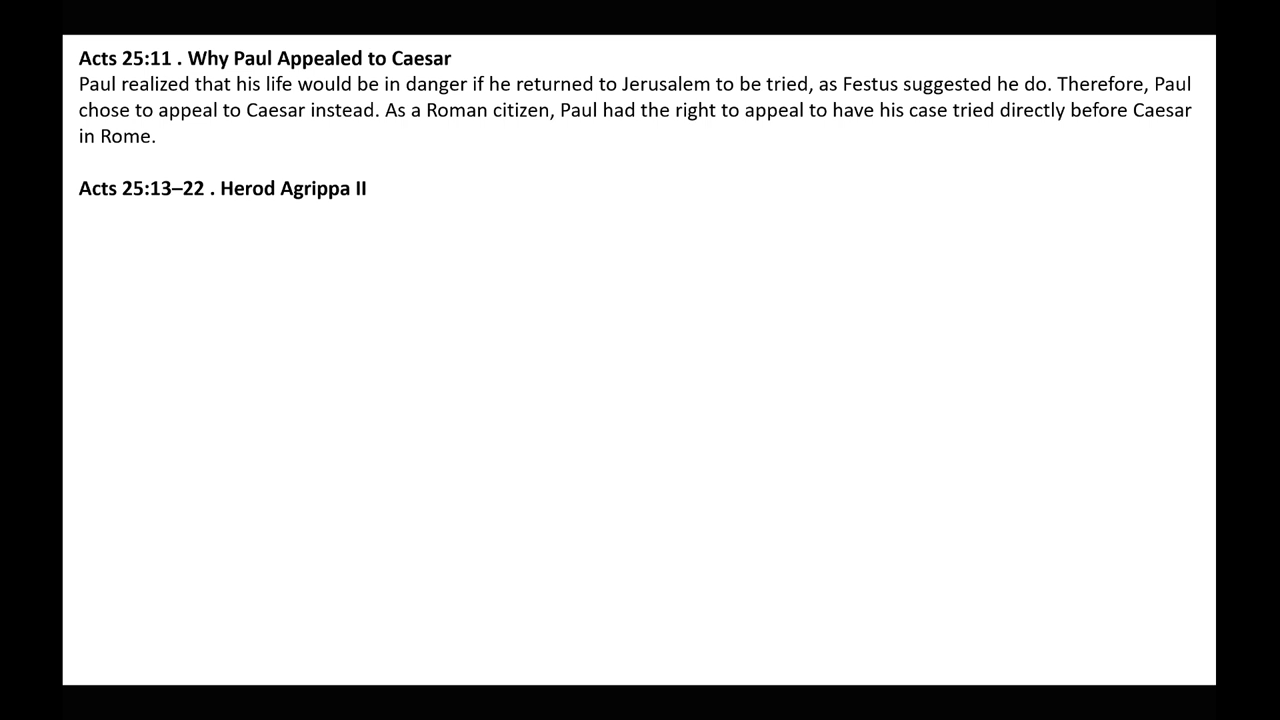 Acts 25:11 . Why Paul Appealed to Caesar
Paul realized that his life would be in danger if he returned to Jerusalem to be tried, as Festus suggested he do. Therefore, Paul
chose to appeal to Caesar instead. As a Roman citizen, Paul had the right to appeal to have his case tried directly before Caesar
in Rome.
Acts 25:13–22 . Herod Agrippa II